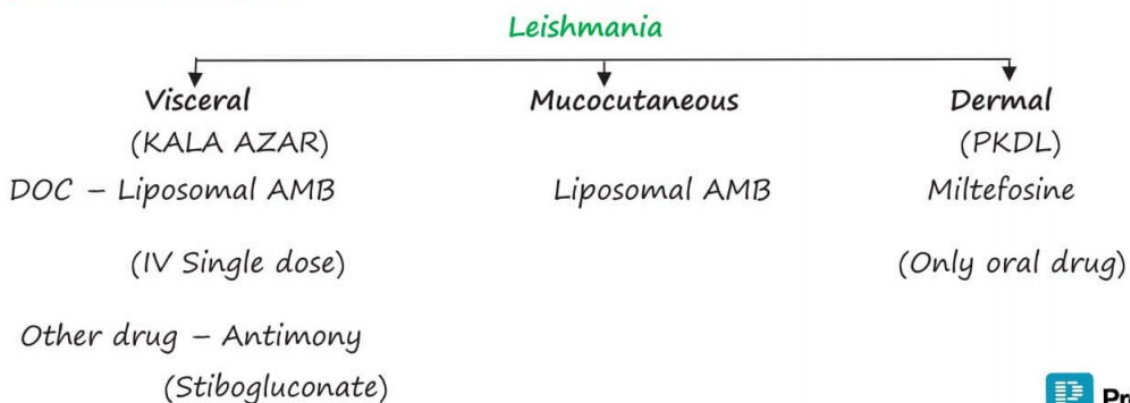 Leishmania
Visceral Mucocutaneous Dermal
(KALA AZAR) (PKDL)
DOC – Liposomal AMB Liposomal AMB Miltefosine
(IV Single dose) (Only oral drug)
Other drug – Antimony
(Stibogluconate)